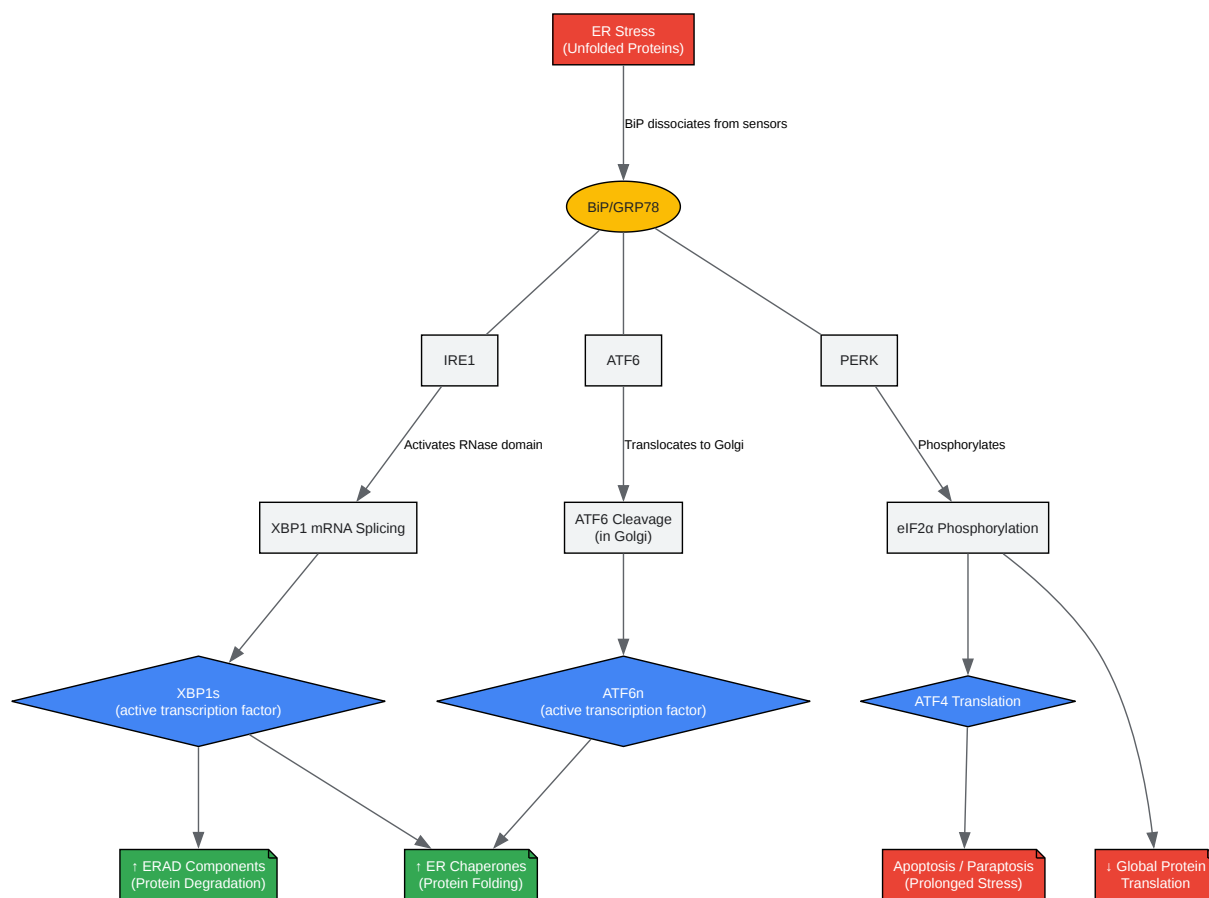 ER Stress
(Unfolded Proteins)
BiP dissociates from sensors
BiP/GRP78
IRE1
ATF6
PERK
Activates RNase domain
Translocates to Golgi
Phosphorylates
XBP1 mRNA Splicing
ATF6 Cleavage
(in Golgi)
eIF2α Phosphorylation
XBP1s
(active transcription factor)
ATF6n
(active transcription factor)
ATF4 Translation
↑ ERAD Components
(Protein Degradation)
↑ ER Chaperones
(Protein Folding)
Apoptosis / Paraptosis
(Prolonged Stress)
↓ Global Protein
Translation